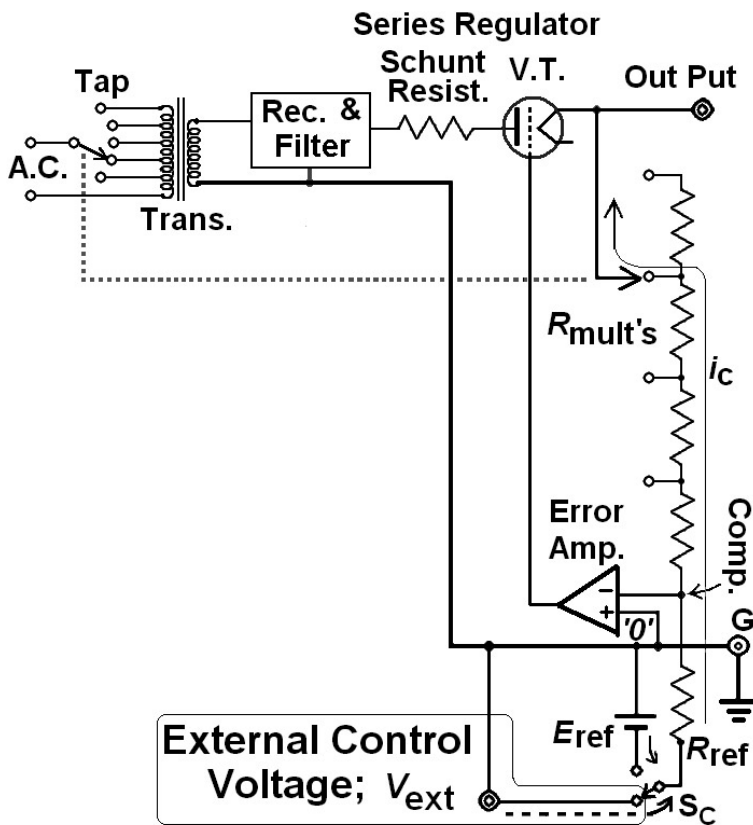 Series Regulator
Schunt
Resist.
V.T.
Out Put
Tap
Rec. &
Filter
A.C.
Trans.
Rmult's
ic
Error
Amp.
Comp.
−
+
'0'
G
Eref
Rref
External Control
Voltage; Vext
Sc